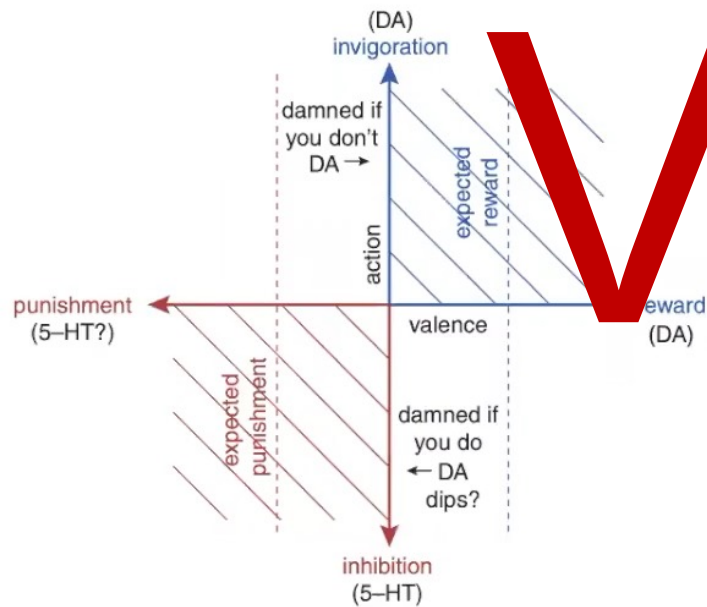 (DA)
invigoration
V
damned if
you don't
DA →
expected
reward
action
punishment
(5–HT?)
valence
eward
(DA)
expected
punishment
damned if
you do
← DA
dips?
inhibition
(5–HT)